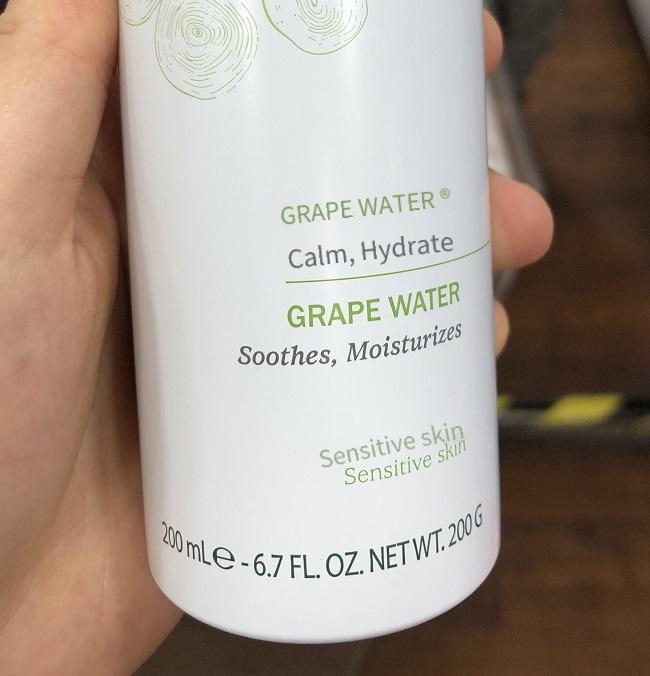 GRAPE WATER®
Calm, Hydrate
GRAPE WATER
Soothes, Moisturizes
Sensitive skin
Sensitive skin
200 mL℮ - 6.7 FL. OZ. NET WT. 200 G